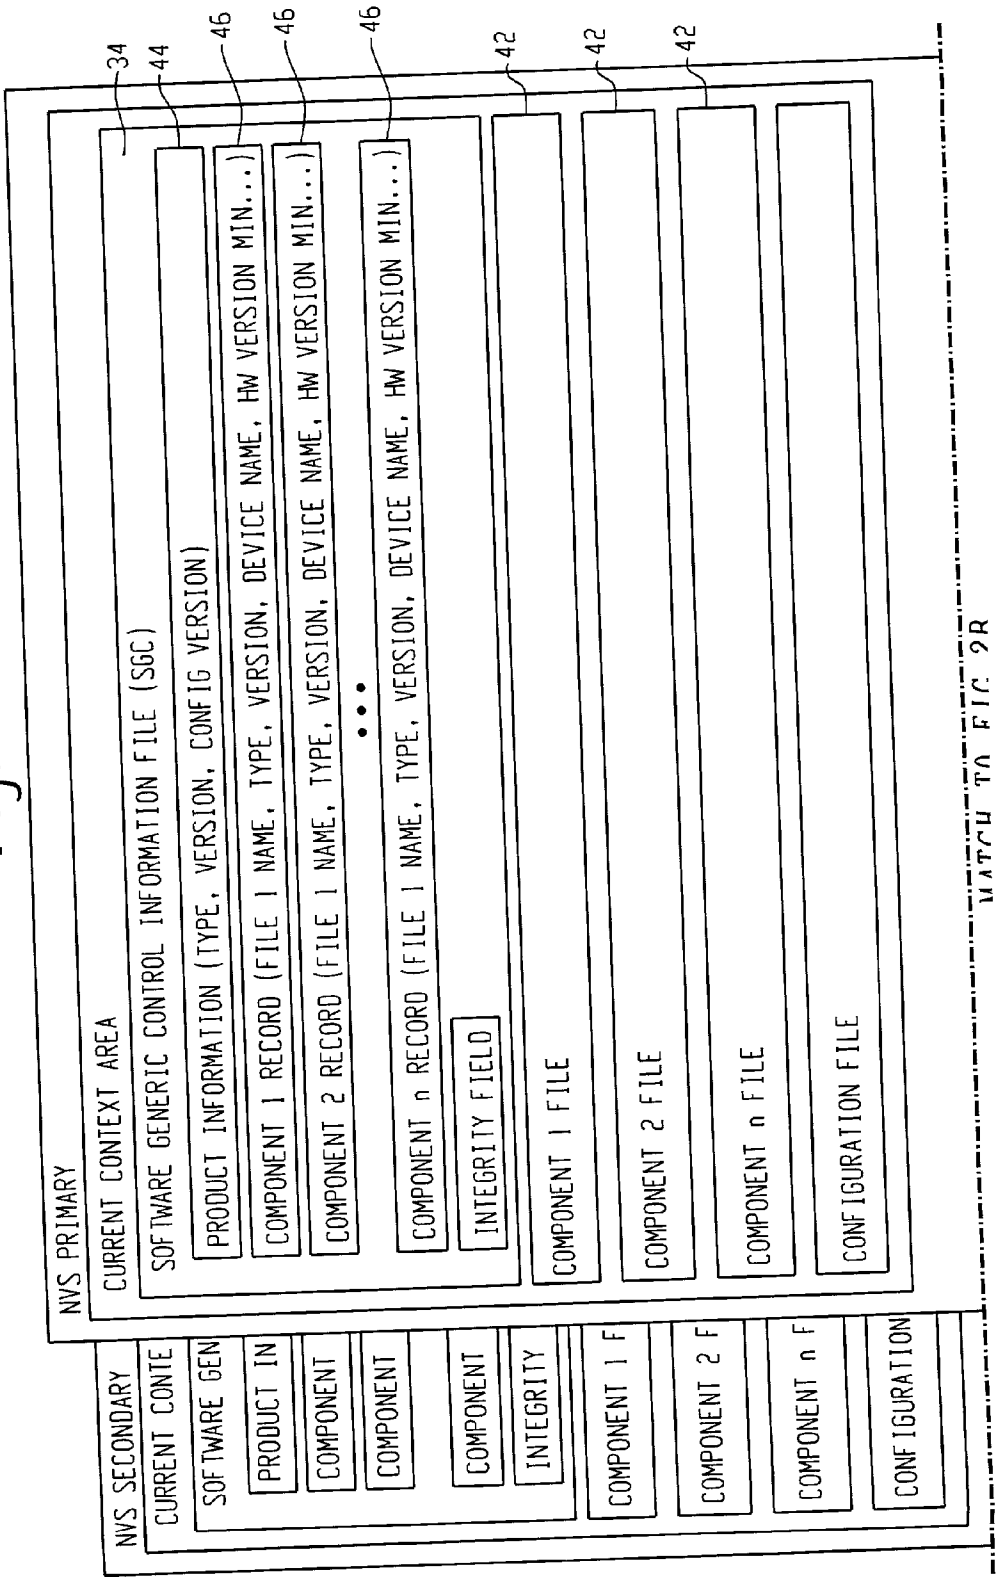 NVS PRIMARY
CURRENT CONTEXT AREA
SOFTWARE GENERIC CONTROL INFORMATION FILE (SGC)
34
PRODUCT INFORMATION (TYPE, VERSION, CONFIG VERSION)
44
COMPONENT 1 RECORD (FILE 1 NAME, TYPE, VERSION, DEVICE NAME, HW VERSION MIN...)
46
COMPONENT 2 RECORD (FILE 1 NAME, TYPE, VERSION, DEVICE NAME, HW VERSION MIN...)
46
•••
COMPONENT n RECORD (FILE 1 NAME, TYPE, VERSION, DEVICE NAME, HW VERSION MIN...)
46
INTEGRITY FIELD
COMPONENT 1 FILE
42
COMPONENT 2 FILE
42
COMPONENT n FILE
42
CONFIGURATION FILE
NVS SECONDARY
CURRENT CONTE
SOFTWARE GEN
PRODUCT IN
COMPONENT
COMPONENT
COMPONENT
INTEGRITY
COMPONENT 1 F
COMPONENT 2 F
COMPONENT n F
CONFIGURATION
MATCH TO FIG 2B